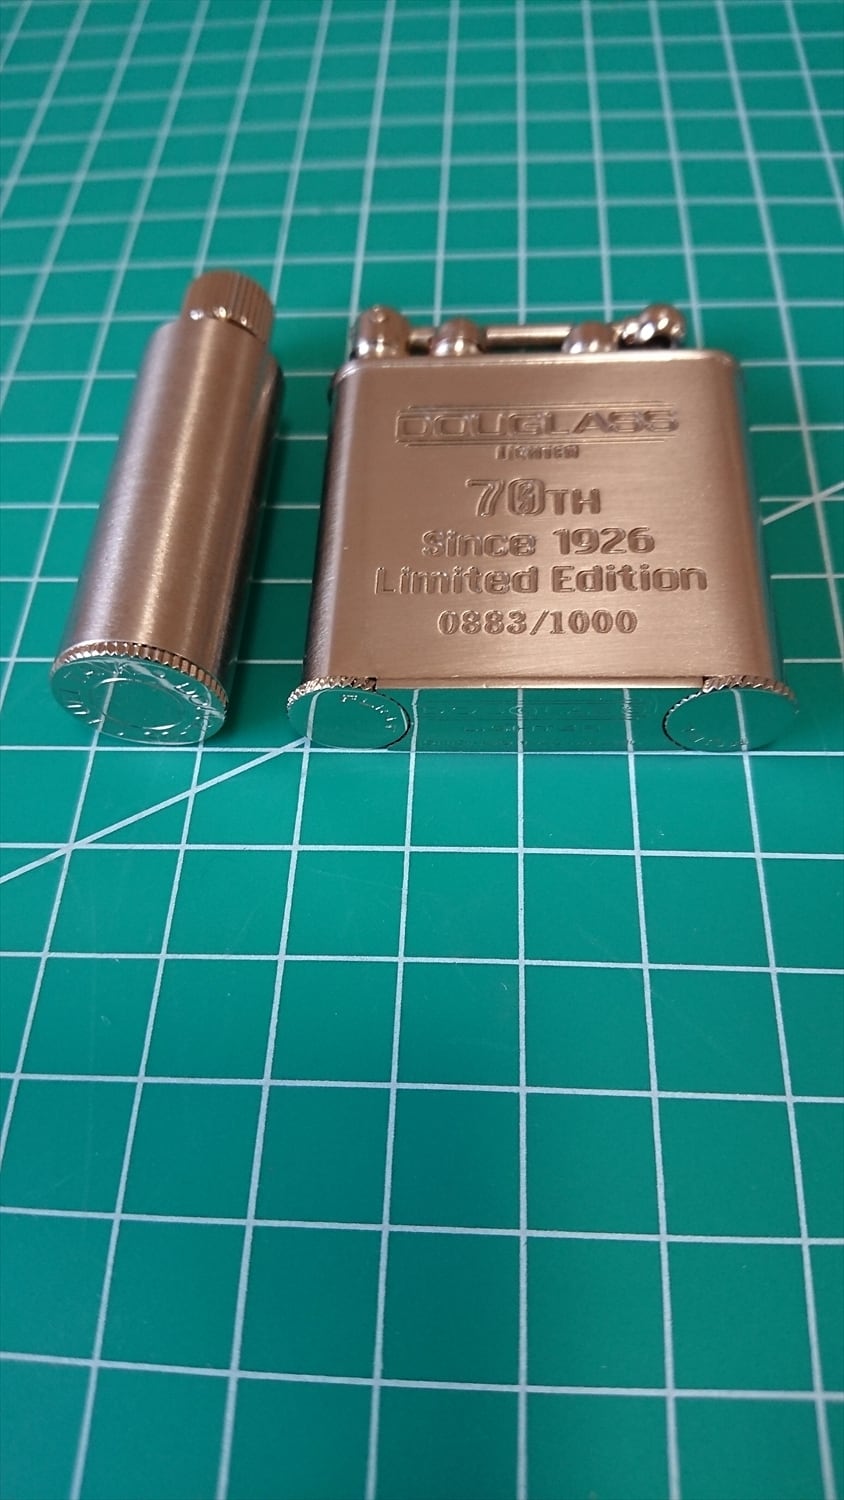 DOUGLASS
LIGHTER
70TH
Since 1926
Limited Edition
0883/1000